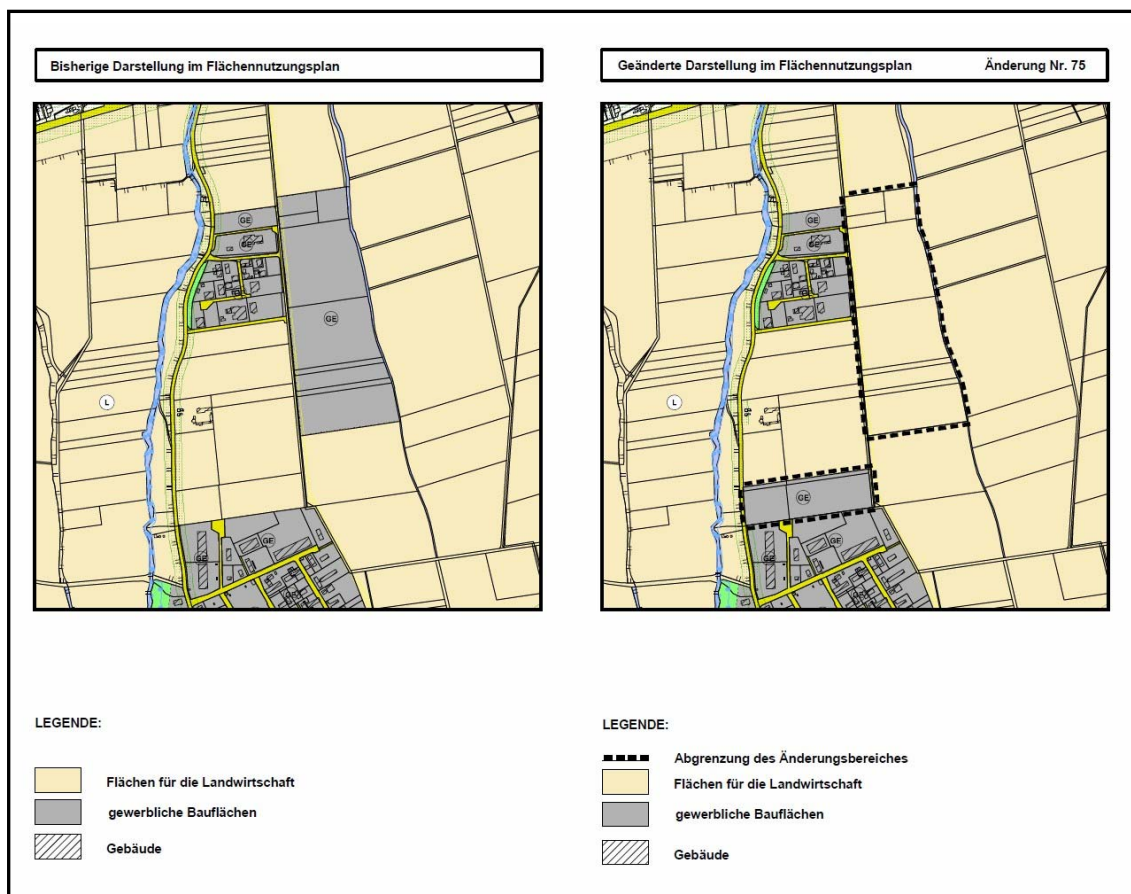 Bisherige Darstellung im Flächennutzungsplan
GE
GE
GE
L
GE
GE
GE
LEGENDE:
Flächen für die Landwirtschaft
gewerbliche Bauflächen
Gebäude
Geänderte Darstellung im Flächennutzungsplan Änderung Nr. 75
GE
GE
L
GE
GE
GE
GE
LEGENDE:
Abgrenzung des Änderungsbereiches
Flächen für die Landwirtschaft
gewerbliche Bauflächen
Gebäude